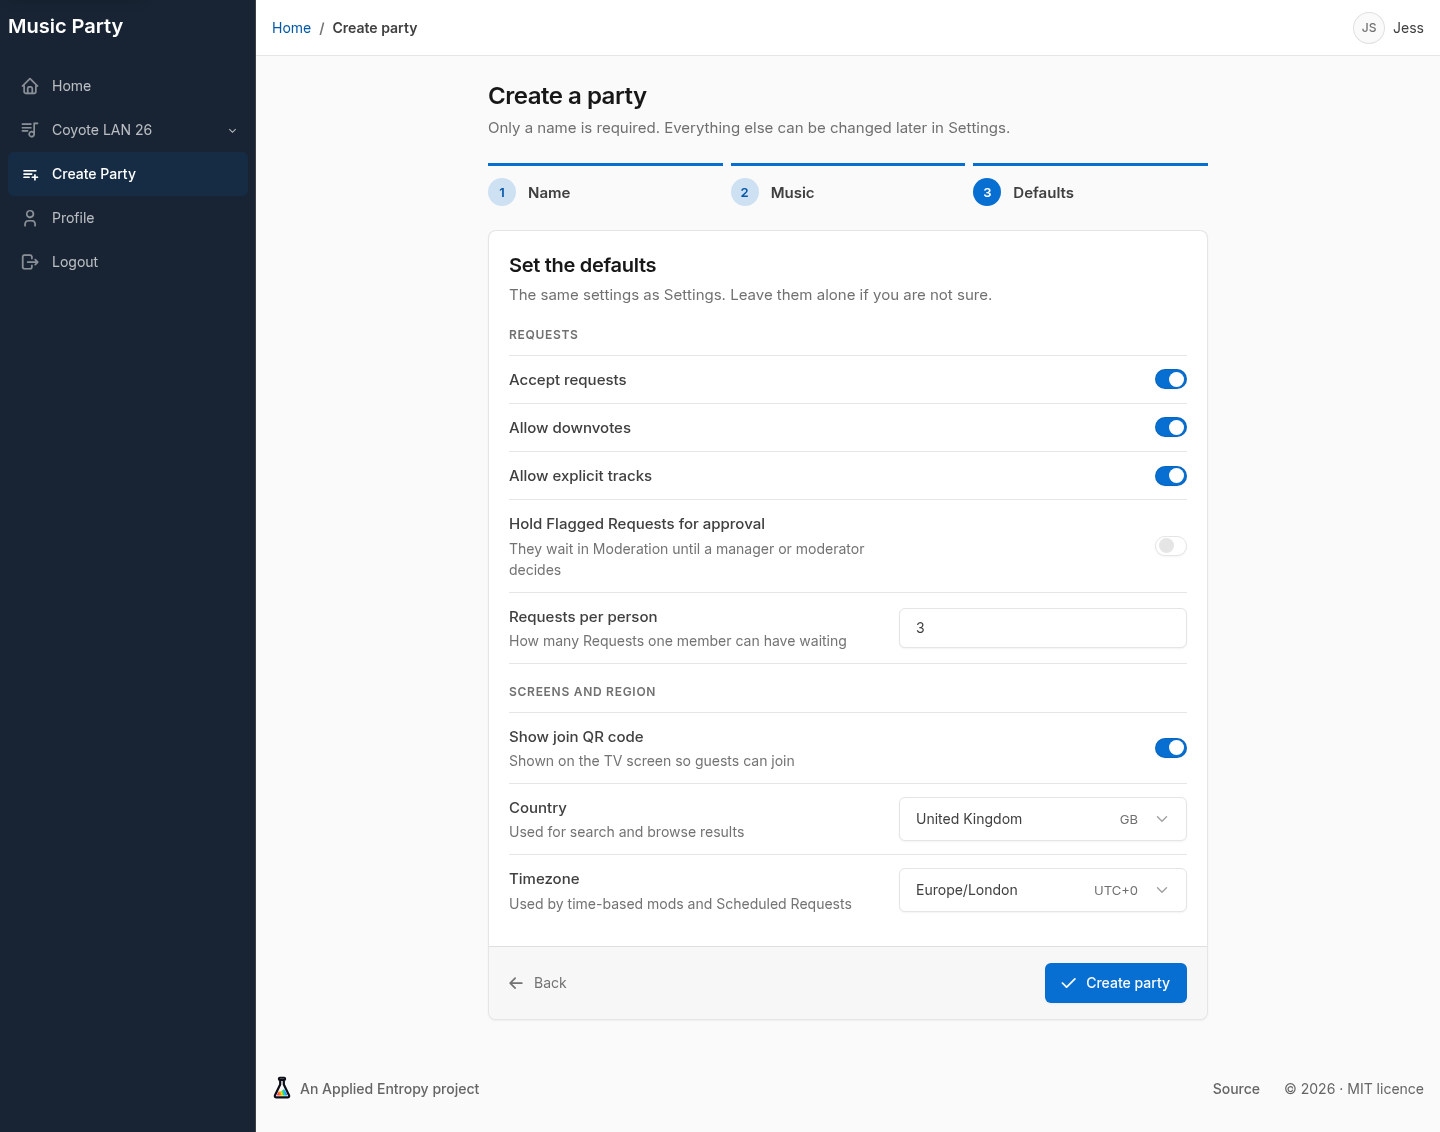 Music Party
Home
Coyote LAN 26
Create Party
Profile
Logout
Home / Create party
JS Jess
Create a party
Only a name is required. Everything else can be changed later in Settings.
1 Name
2 Music
3 Defaults
Set the defaults
The same settings as Settings. Leave them alone if you are not sure.
REQUESTS
Accept requests
Allow downvotes
Allow explicit tracks
Hold Flagged Requests for approval
They wait in Moderation until a manager or moderator
decides
Requests per person
How many Requests one member can have waiting
3
SCREENS AND REGION
Show join QR code
Shown on the TV screen so guests can join
Country
Used for search and browse results
United Kingdom GB
Timezone
Used by time-based mods and Scheduled Requests
Europe/London UTC+0
Back
Create party
An Applied Entropy project
Source
© 2026 · MIT licence